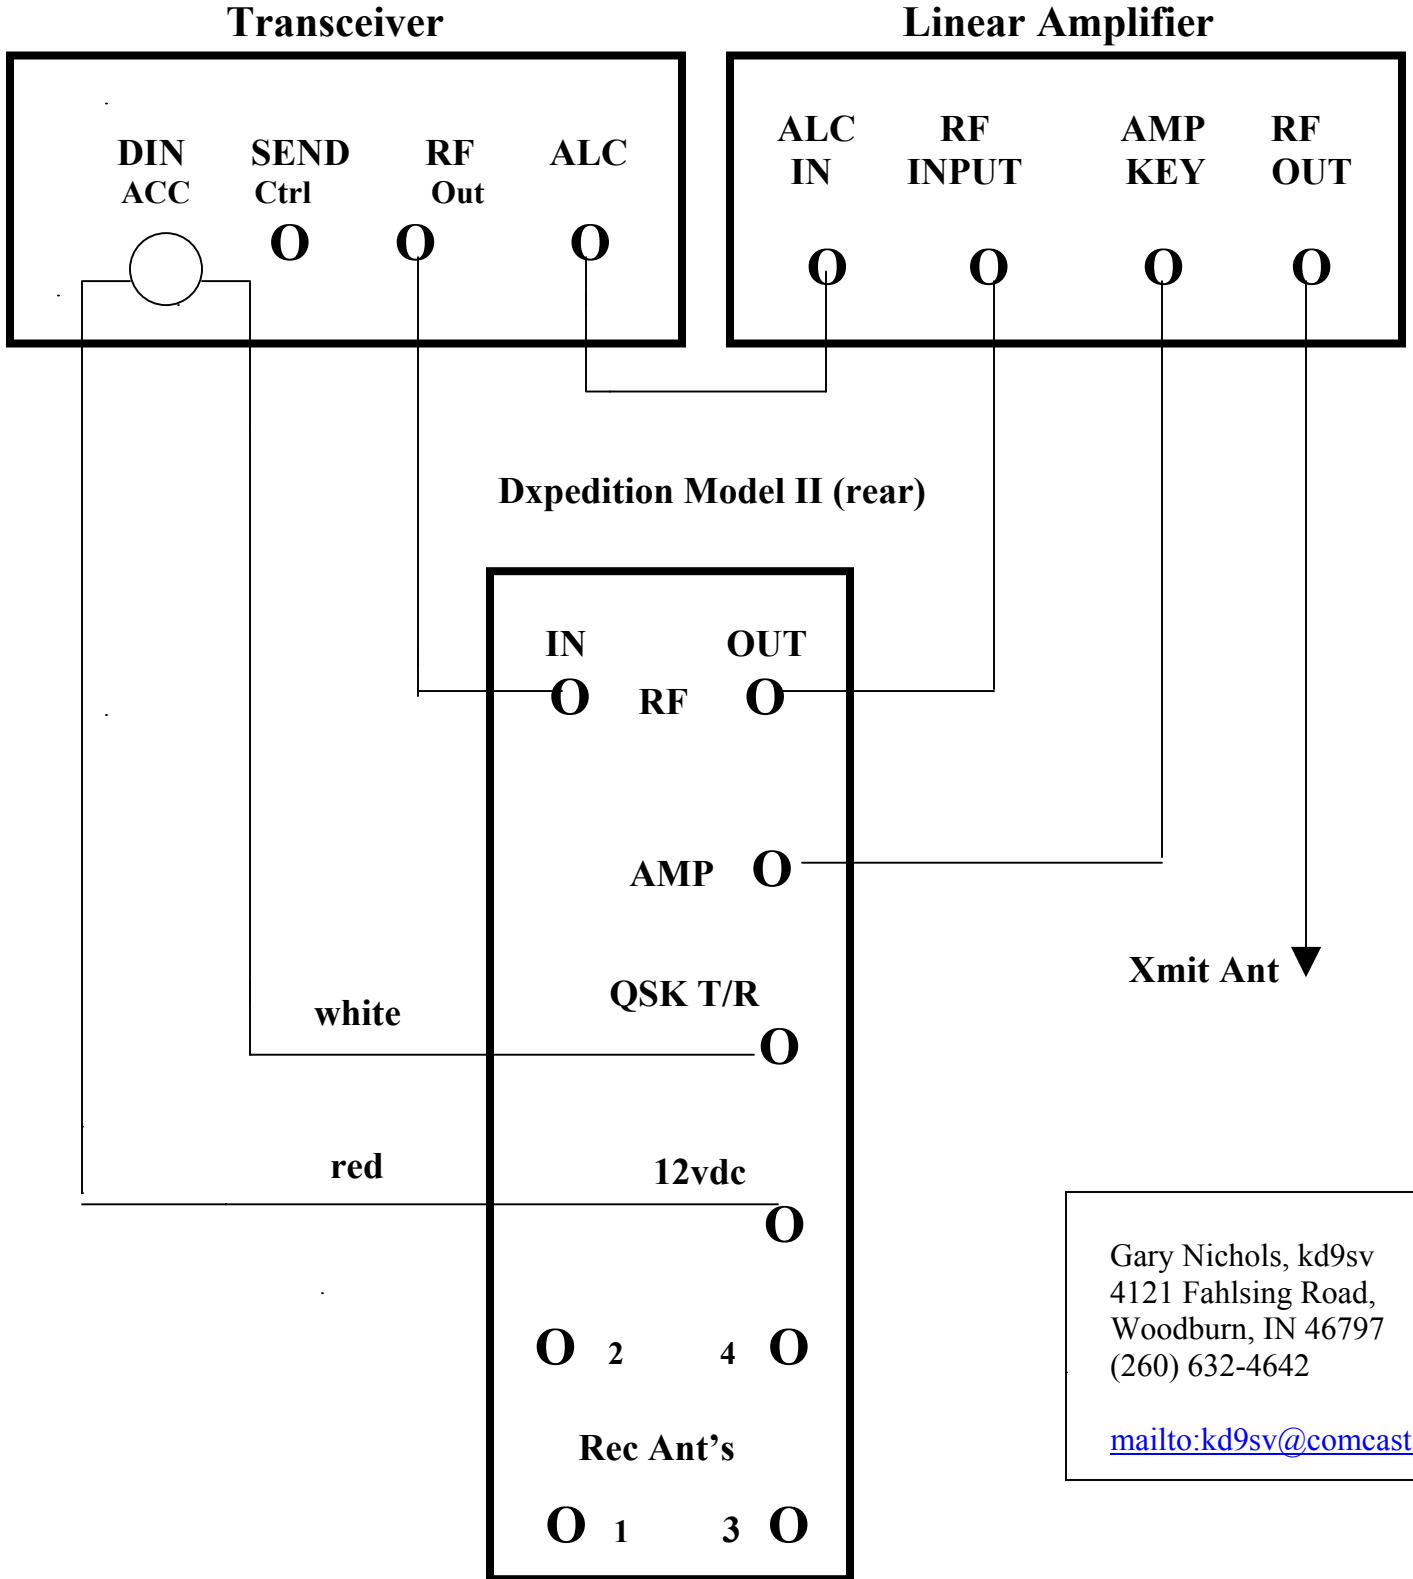 Transceiver
Linear Amplifier
DIN SEND RF ALC
ACC Ctrl Out
O O O
ALC RF AMP RF
IN INPUT KEY OUT
O O O O
Dxpedition Model II (rear)
IN OUT
O RF O
AMP O
Xmit Ant
QSK T/R
white
O
red
12vdc
O
O 2 4 O
Rec Ant’s
O 1 3 O
Gary Nichols, kd9sv
4121 Fahlsing Road,
Woodburn, IN 46797
(260) 632-4642
mailto:kd9sv@comcast